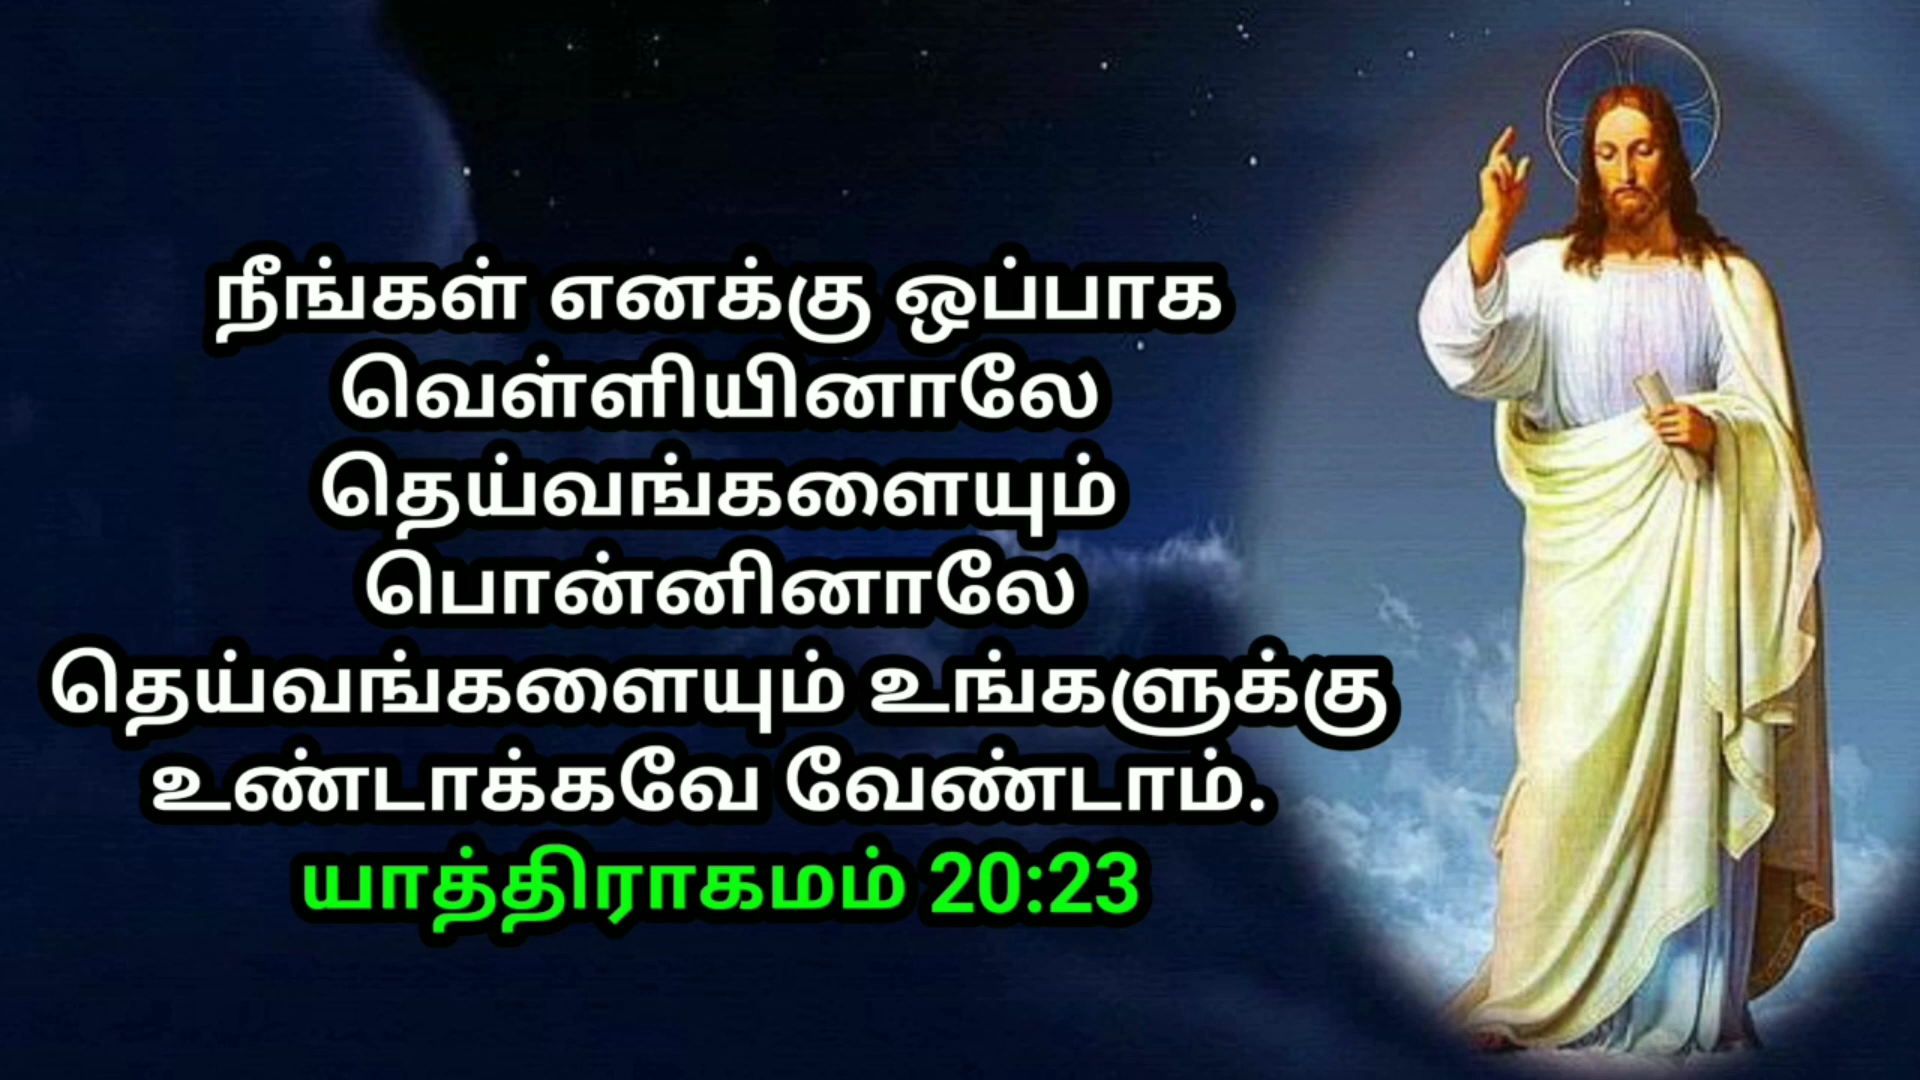 நீங்கள் எனக்கு ஒப்பாக
வெள்ளியினாலே
தெய்வங்களையும்
பொன்னினாலே
தெய்வங்களையும் உங்களுக்கு
உண்டாக்கவே வேண்டாம்.
யாத்திராகமம் 20:23